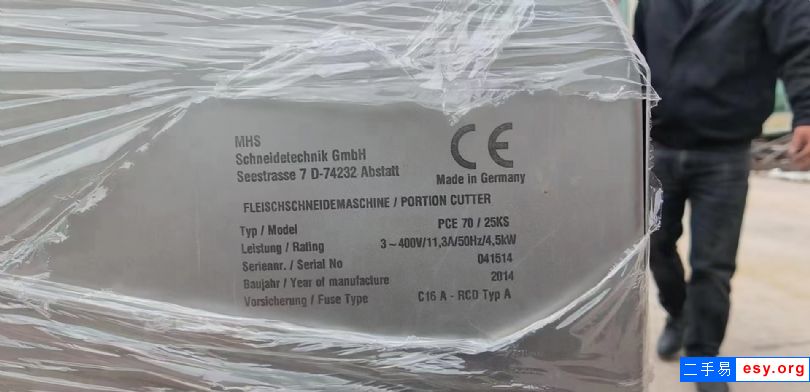 MHS
Schneidetechnik GmbH
Seestrasse 7 D-74232 Abstatt
CE
Made in Germany
FLEISCHSCHNEIDEMASCHINE / PORTION CUTTER
Typ / Model PCE 70 / 25KS
Leistung / Rating 3~400V/11,3A/50Hz/4,5kW
Serienr. / Serial No 041514
Baujahr / Year of manufacture 2014
Vorsicherung / Fuse Type C16 A - RCD Typ A
二手易 esy.org